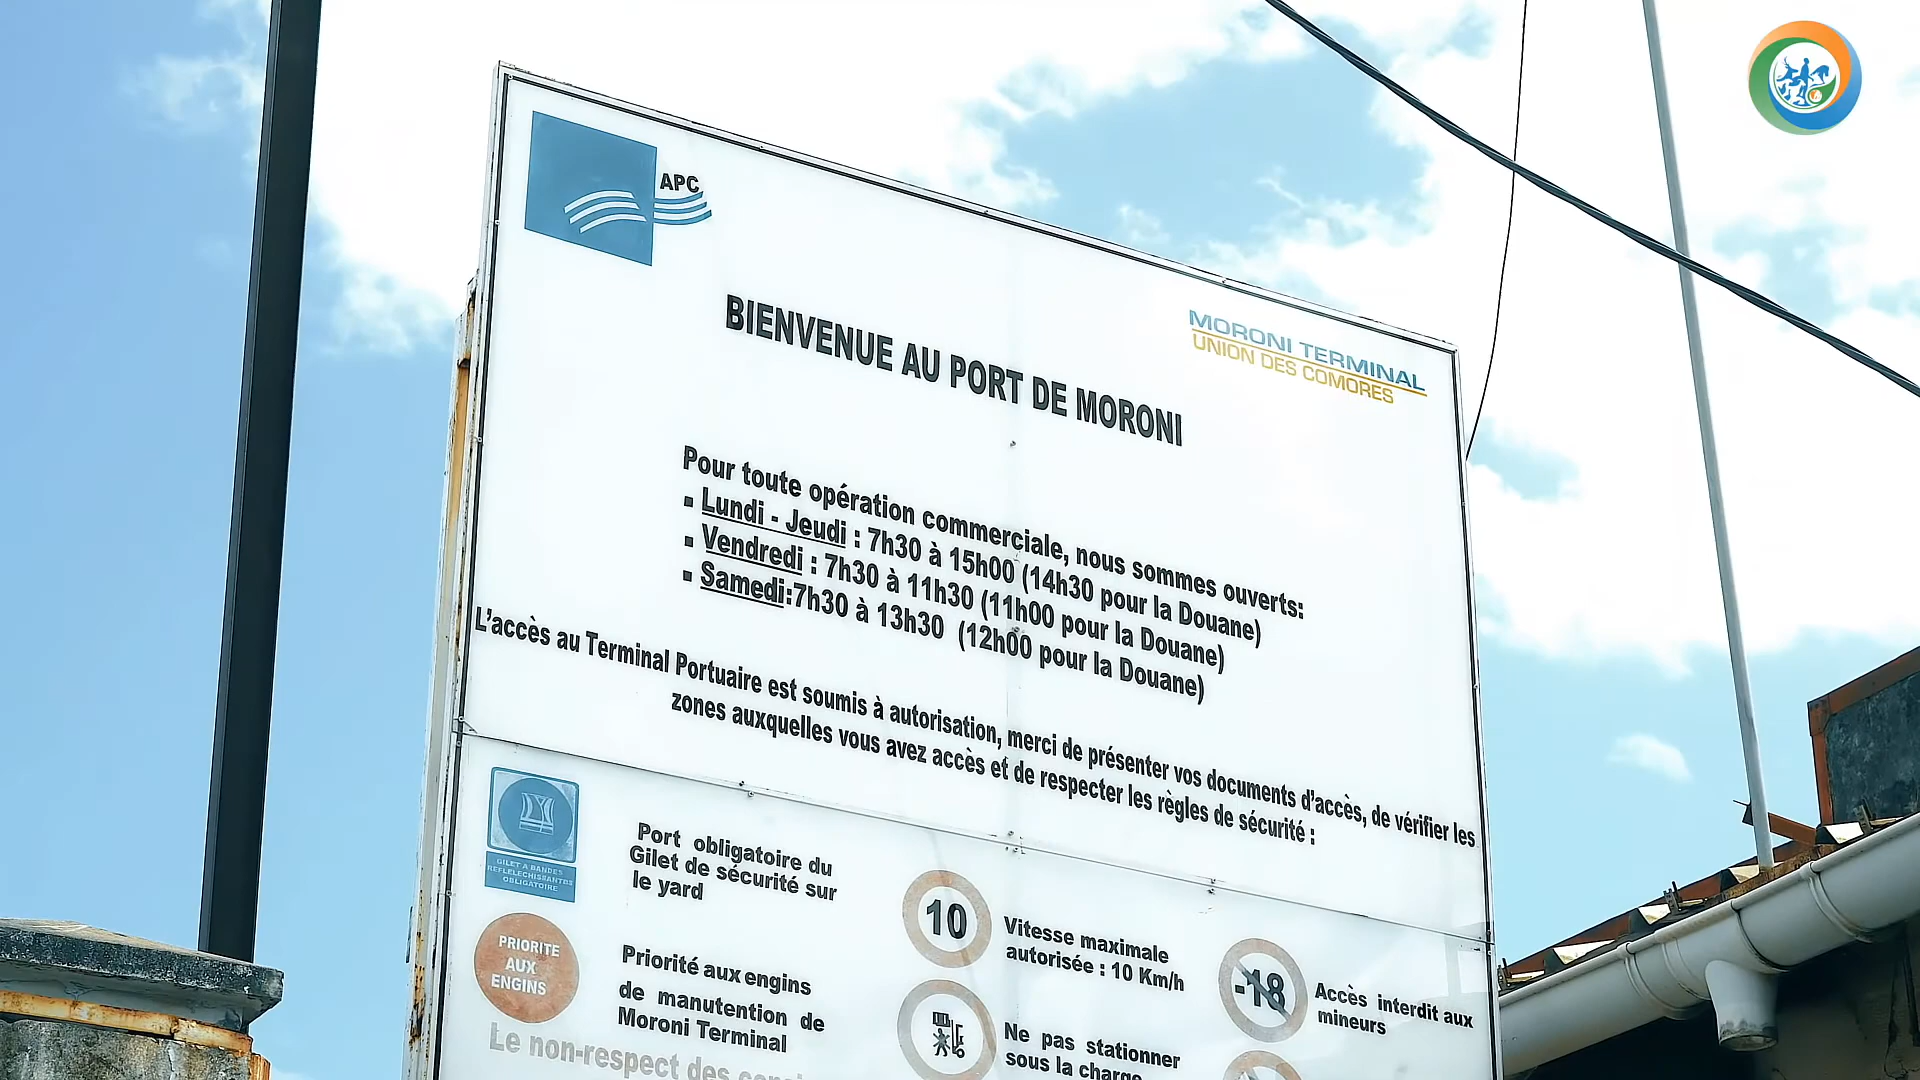 APC
MORONI TERMINAL
UNION DES COMORES
BIENVENUE AU PORT DE MORONI
Pour toute opération commerciale, nous sommes ouverts:
▪ Lundi - Jeudi : 7h30 à 15h00 (14h30 pour la Douane)
▪ Vendredi : 7h30 à 11h30 (11h00 pour la Douane)
▪ Samedi:7h30 à 13h30 (12h00 pour la Douane)
L'accès au Terminal Portuaire est soumis à autorisation, merci de présenter vos documents d'accès, de vérifier les
zones auxquelles vous avez accès et de respecter les règles de sécurité :
GILET A BANDES
REFLELECHISSANTES
OBLIGATOIRE
Port obligatoire du
Gilet de sécurité sur
le yard
PRIORITE
AUX
ENGINS
Priorité aux engins
de manutention de
Moroni Terminal
10
Vitesse maximale
autorisée : 10 Km/h
Ne pas stationner
sous la charge
-18
Accès interdit aux
mineurs
Le non-respect des